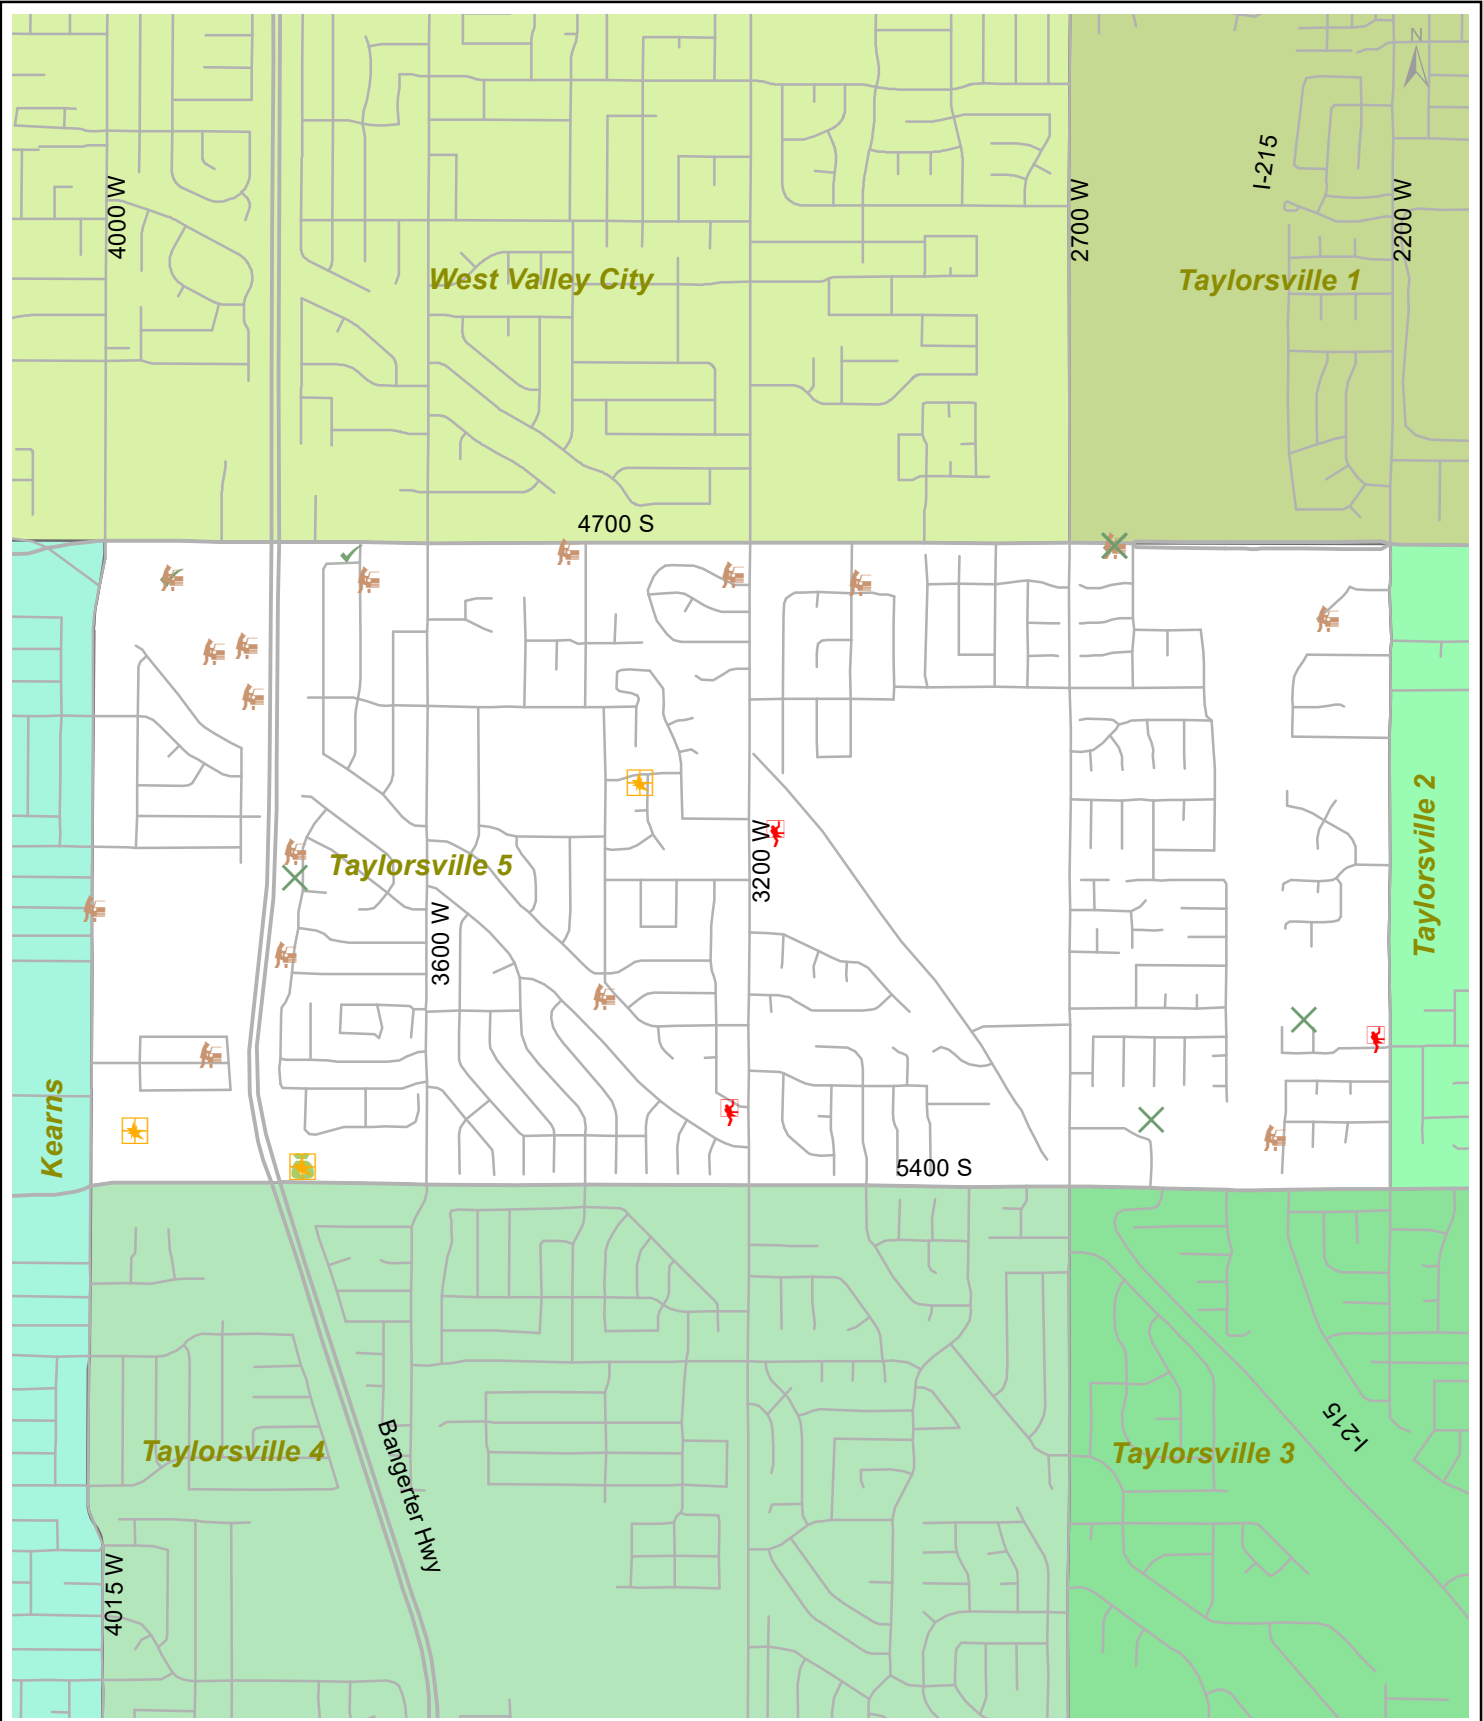 N
I-215
4000 W
2700 W
2200 W
West Valley City
Taylorsville 1
4700 S
Taylorsville 2
3200 W
Taylorsville 5
3600 W
Kearns
5400 S
Taylorsville 4
Bangerter Hwy
Taylorsville 3
I-215
4015 W